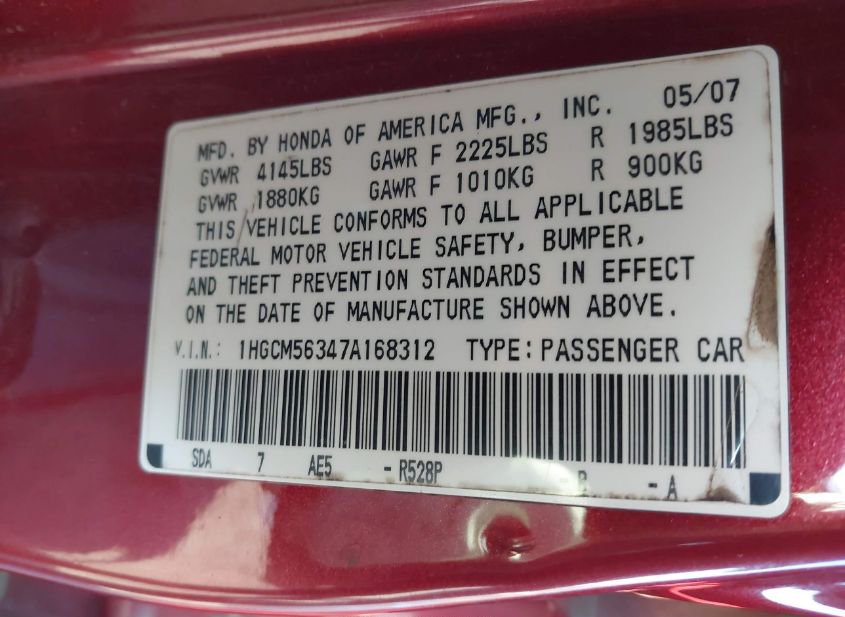 MFD. BY HONDA OF AMERICA MFG., INC. 05/07
GVWR 4145LBS GAWR F 2225LBS R 1985LBS
GVWR 1880KG GAWR F 1010KG R 900KG
THIS VEHICLE CONFORMS TO ALL APPLICABLE
FEDERAL MOTOR VEHICLE SAFETY, BUMPER,
AND THEFT PREVENTION STANDARDS IN EFFECT
ON THE DATE OF MANUFACTURE SHOWN ABOVE.
V.I.N.: 1HGCM56347A168312 TYPE: PASSENGER CAR
SDA 7 AE5 - R528P - B - A